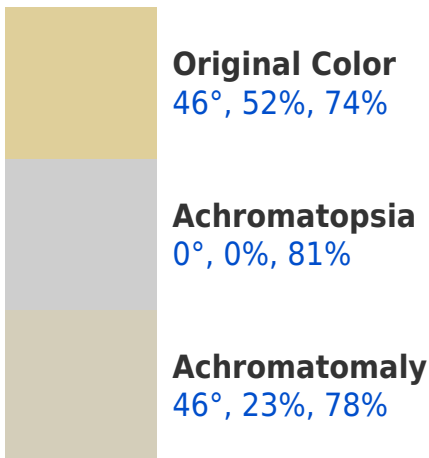 Original Color
46°, 52%, 74%
Achromatopsia
0°, 0%, 81%
Achromatomaly
46°, 23%, 78%